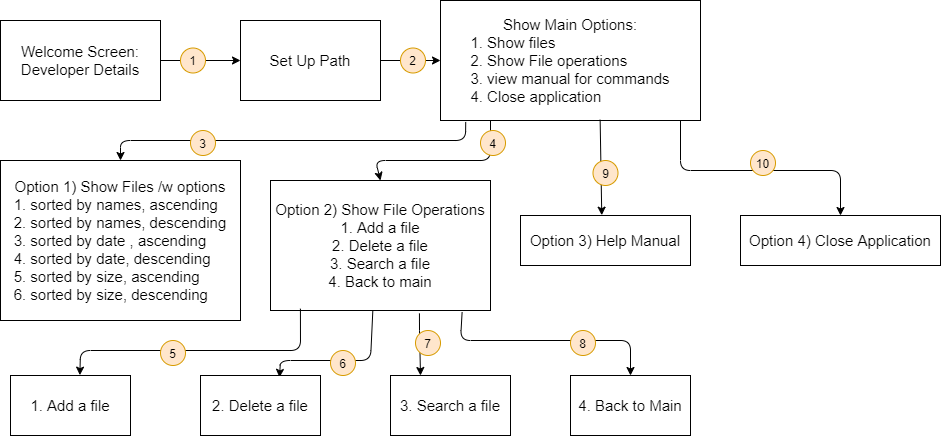 Welcome Screen:
Developer Details
1
Set Up Path
2
Show Main Options:
1. Show files
2. Show File operations
3. view manual for commands
4. Close application
3
4
9
10
Option 1) Show Files /w options
1. sorted by names, ascending
2. sorted by names, descending
3. sorted by date , ascending
4. sorted by date, descending
5. sorted by size, ascending
6. sorted by size, descending
Option 2) Show File Operations
1. Add a file
2. Delete a file
3. Search a file
4. Back to main
Option 3) Help Manual
Option 4) Close Application
5
6
7
8
1. Add a file
2. Delete a file
3. Search a file
4. Back to Main